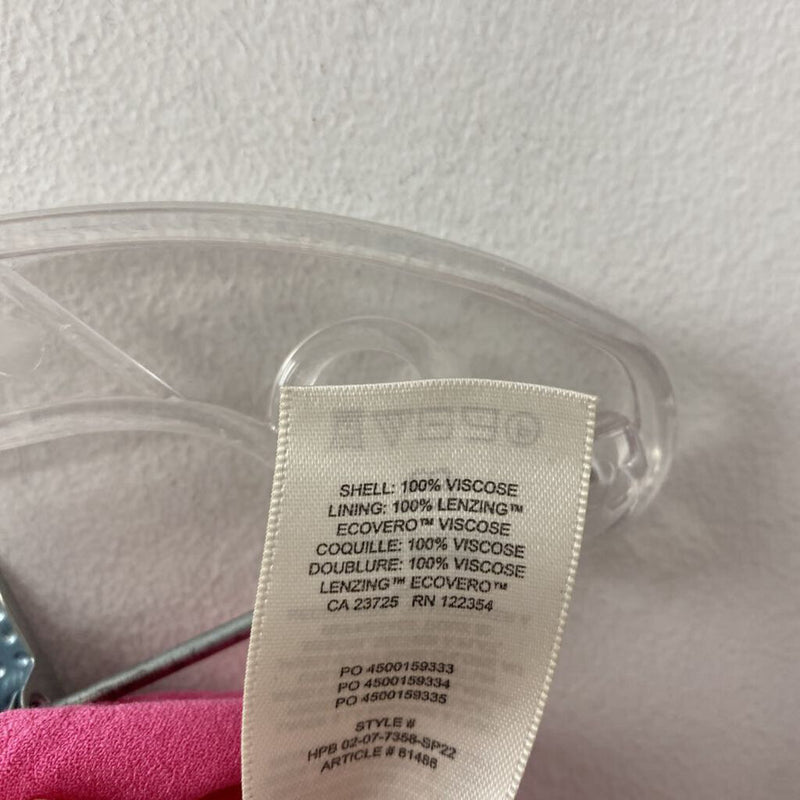 SHELL: 100% VISCOSE
LINING: 100% LENZING™
ECOVERO™ VISCOSE
COQUILLE: 100% VISCOSE
DOUBLURE: 100% VISCOSE
LENZING™ ECOVERO™
CA 23725 RN 122354
PO 4500159333
PO 4500159334
PO 4500159335
STYLE #
HPB 02-07-7358-SP22
ARTICLE # 81488